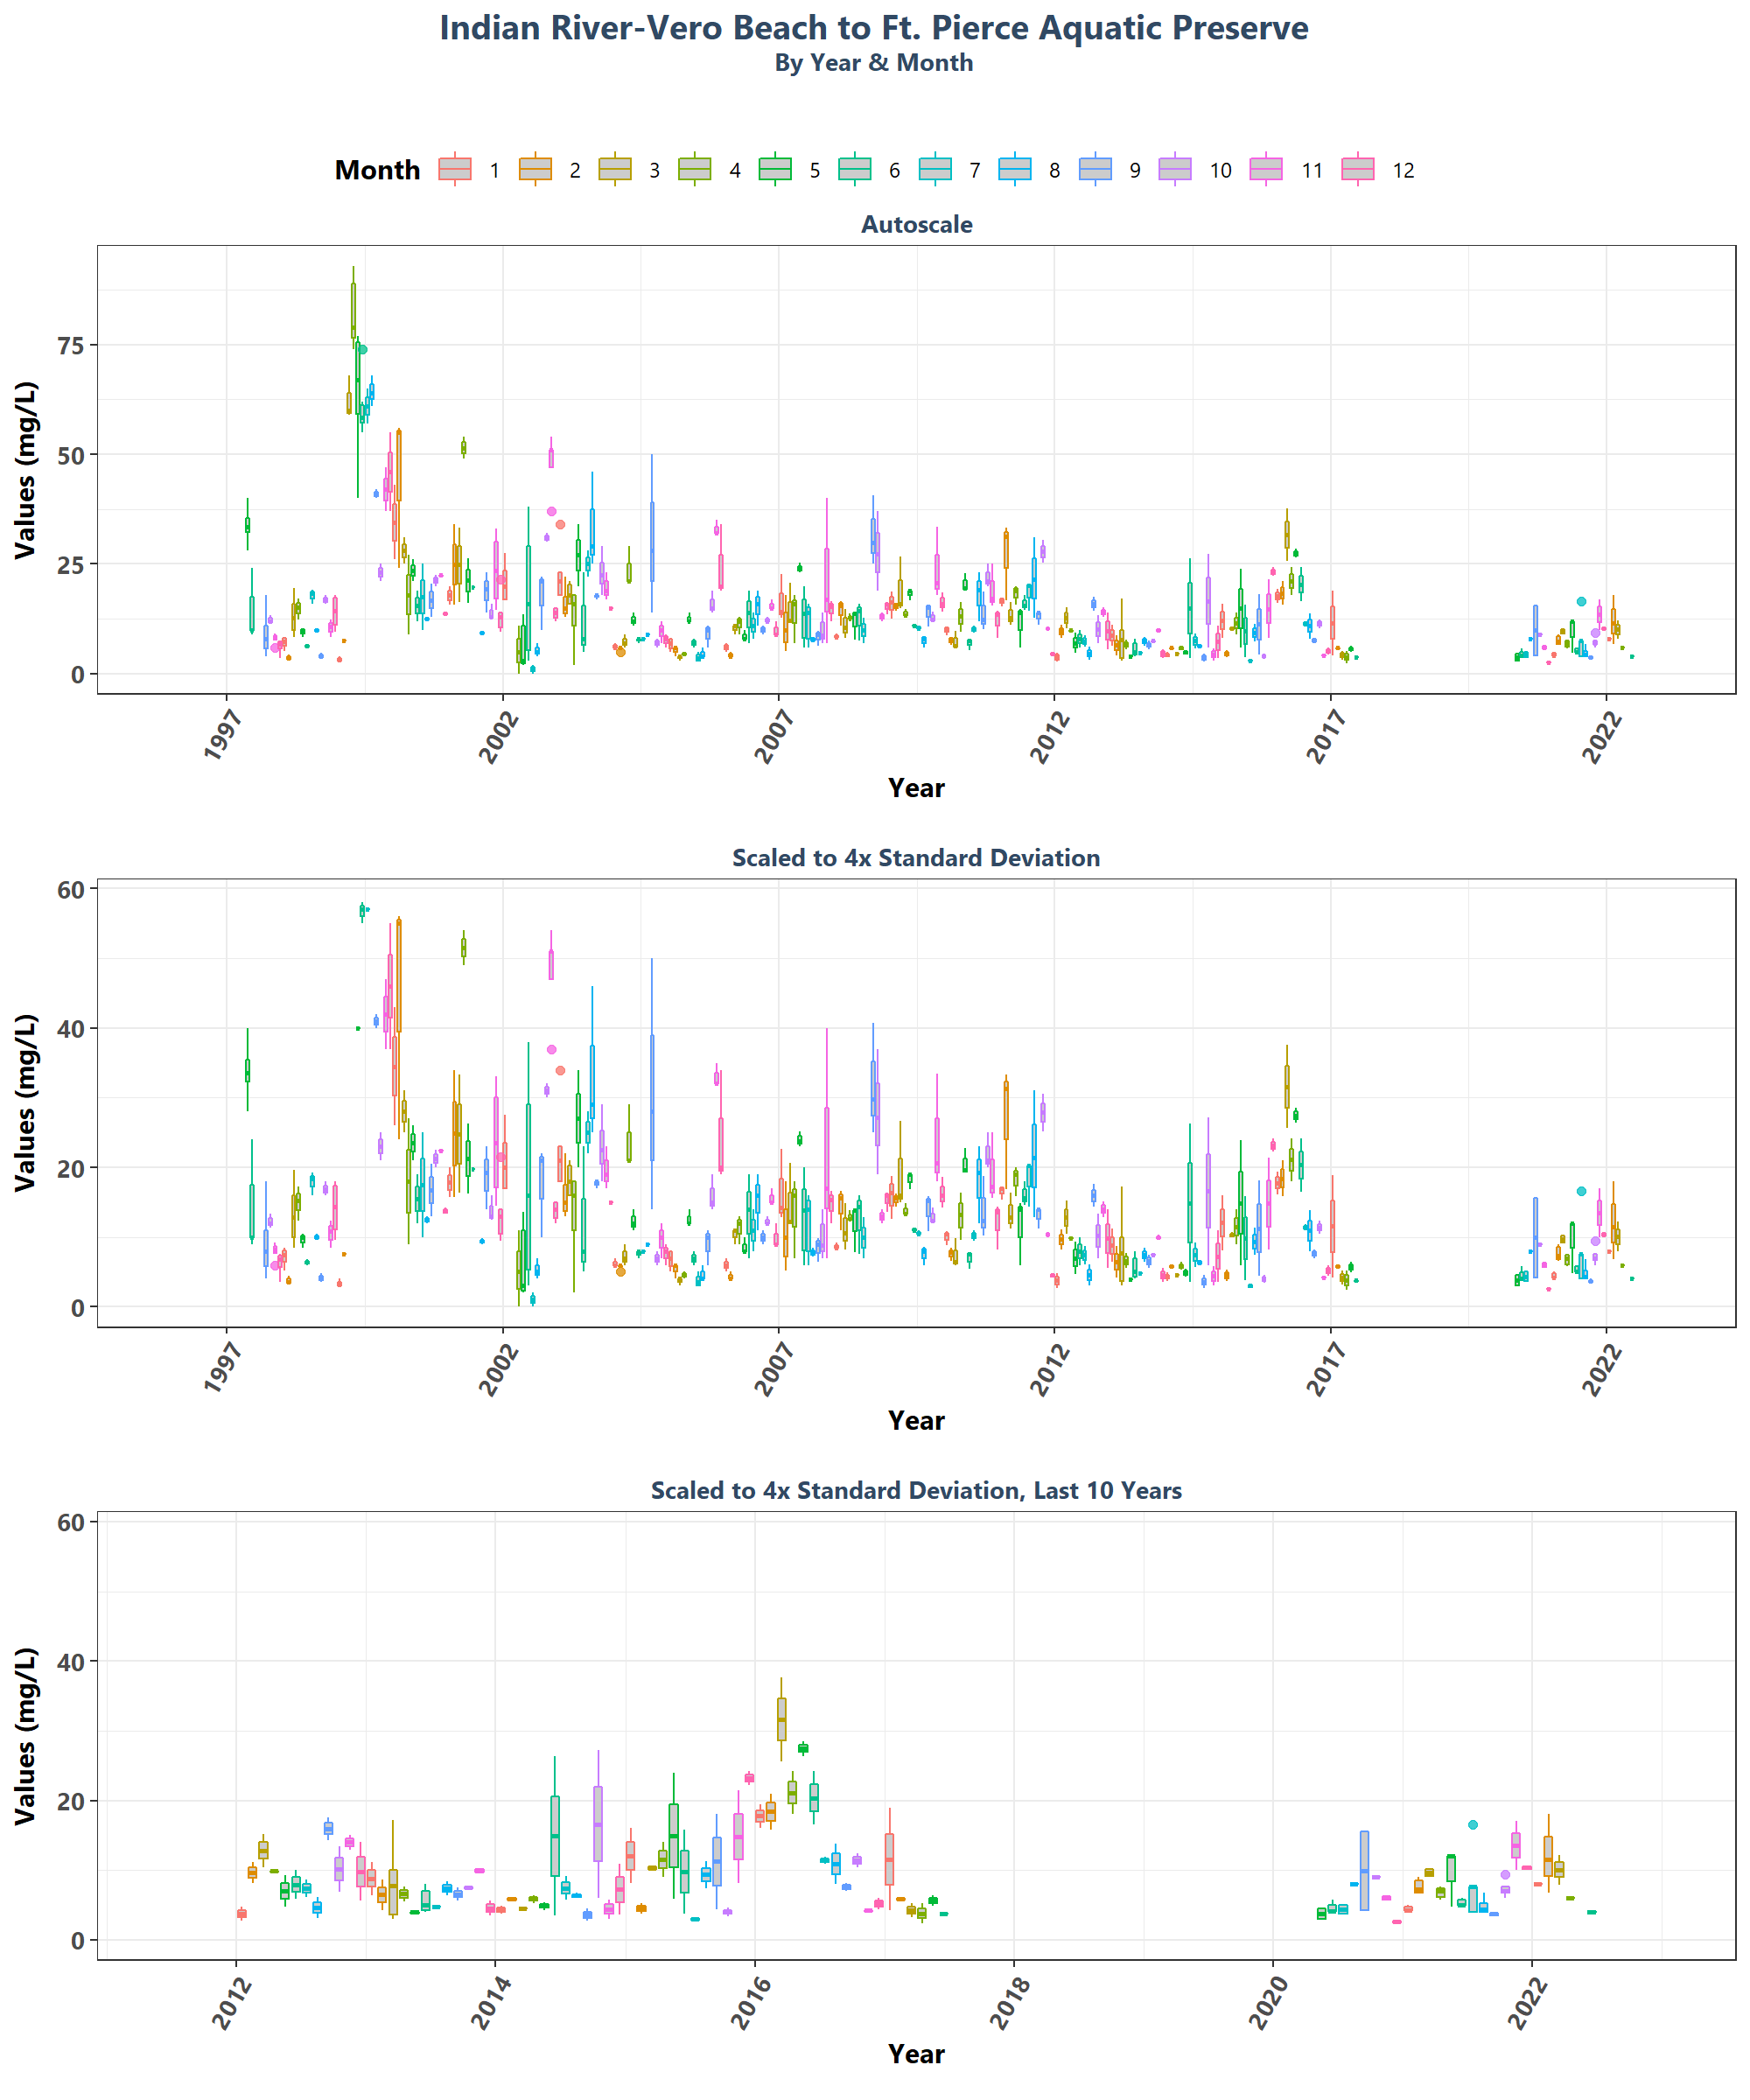 Indian River-Vero Beach to Ft. Pierce Aquatic Preserve
By Year & Month
Month 1 2 3 4 5 6 7 8 9 10 11 12
Autoscale
Values (mg/L)
75
50
25
0
1997 2002 2007 2012 2017 2022
Year
Scaled to 4x Standard Deviation
Values (mg/L)
60
40
20
0
1997 2002 2007 2012 2017 2022
Year
Scaled to 4x Standard Deviation, Last 10 Years
Values (mg/L)
60
40
20
0
2012 2014 2016 2018 2020 2022
Year